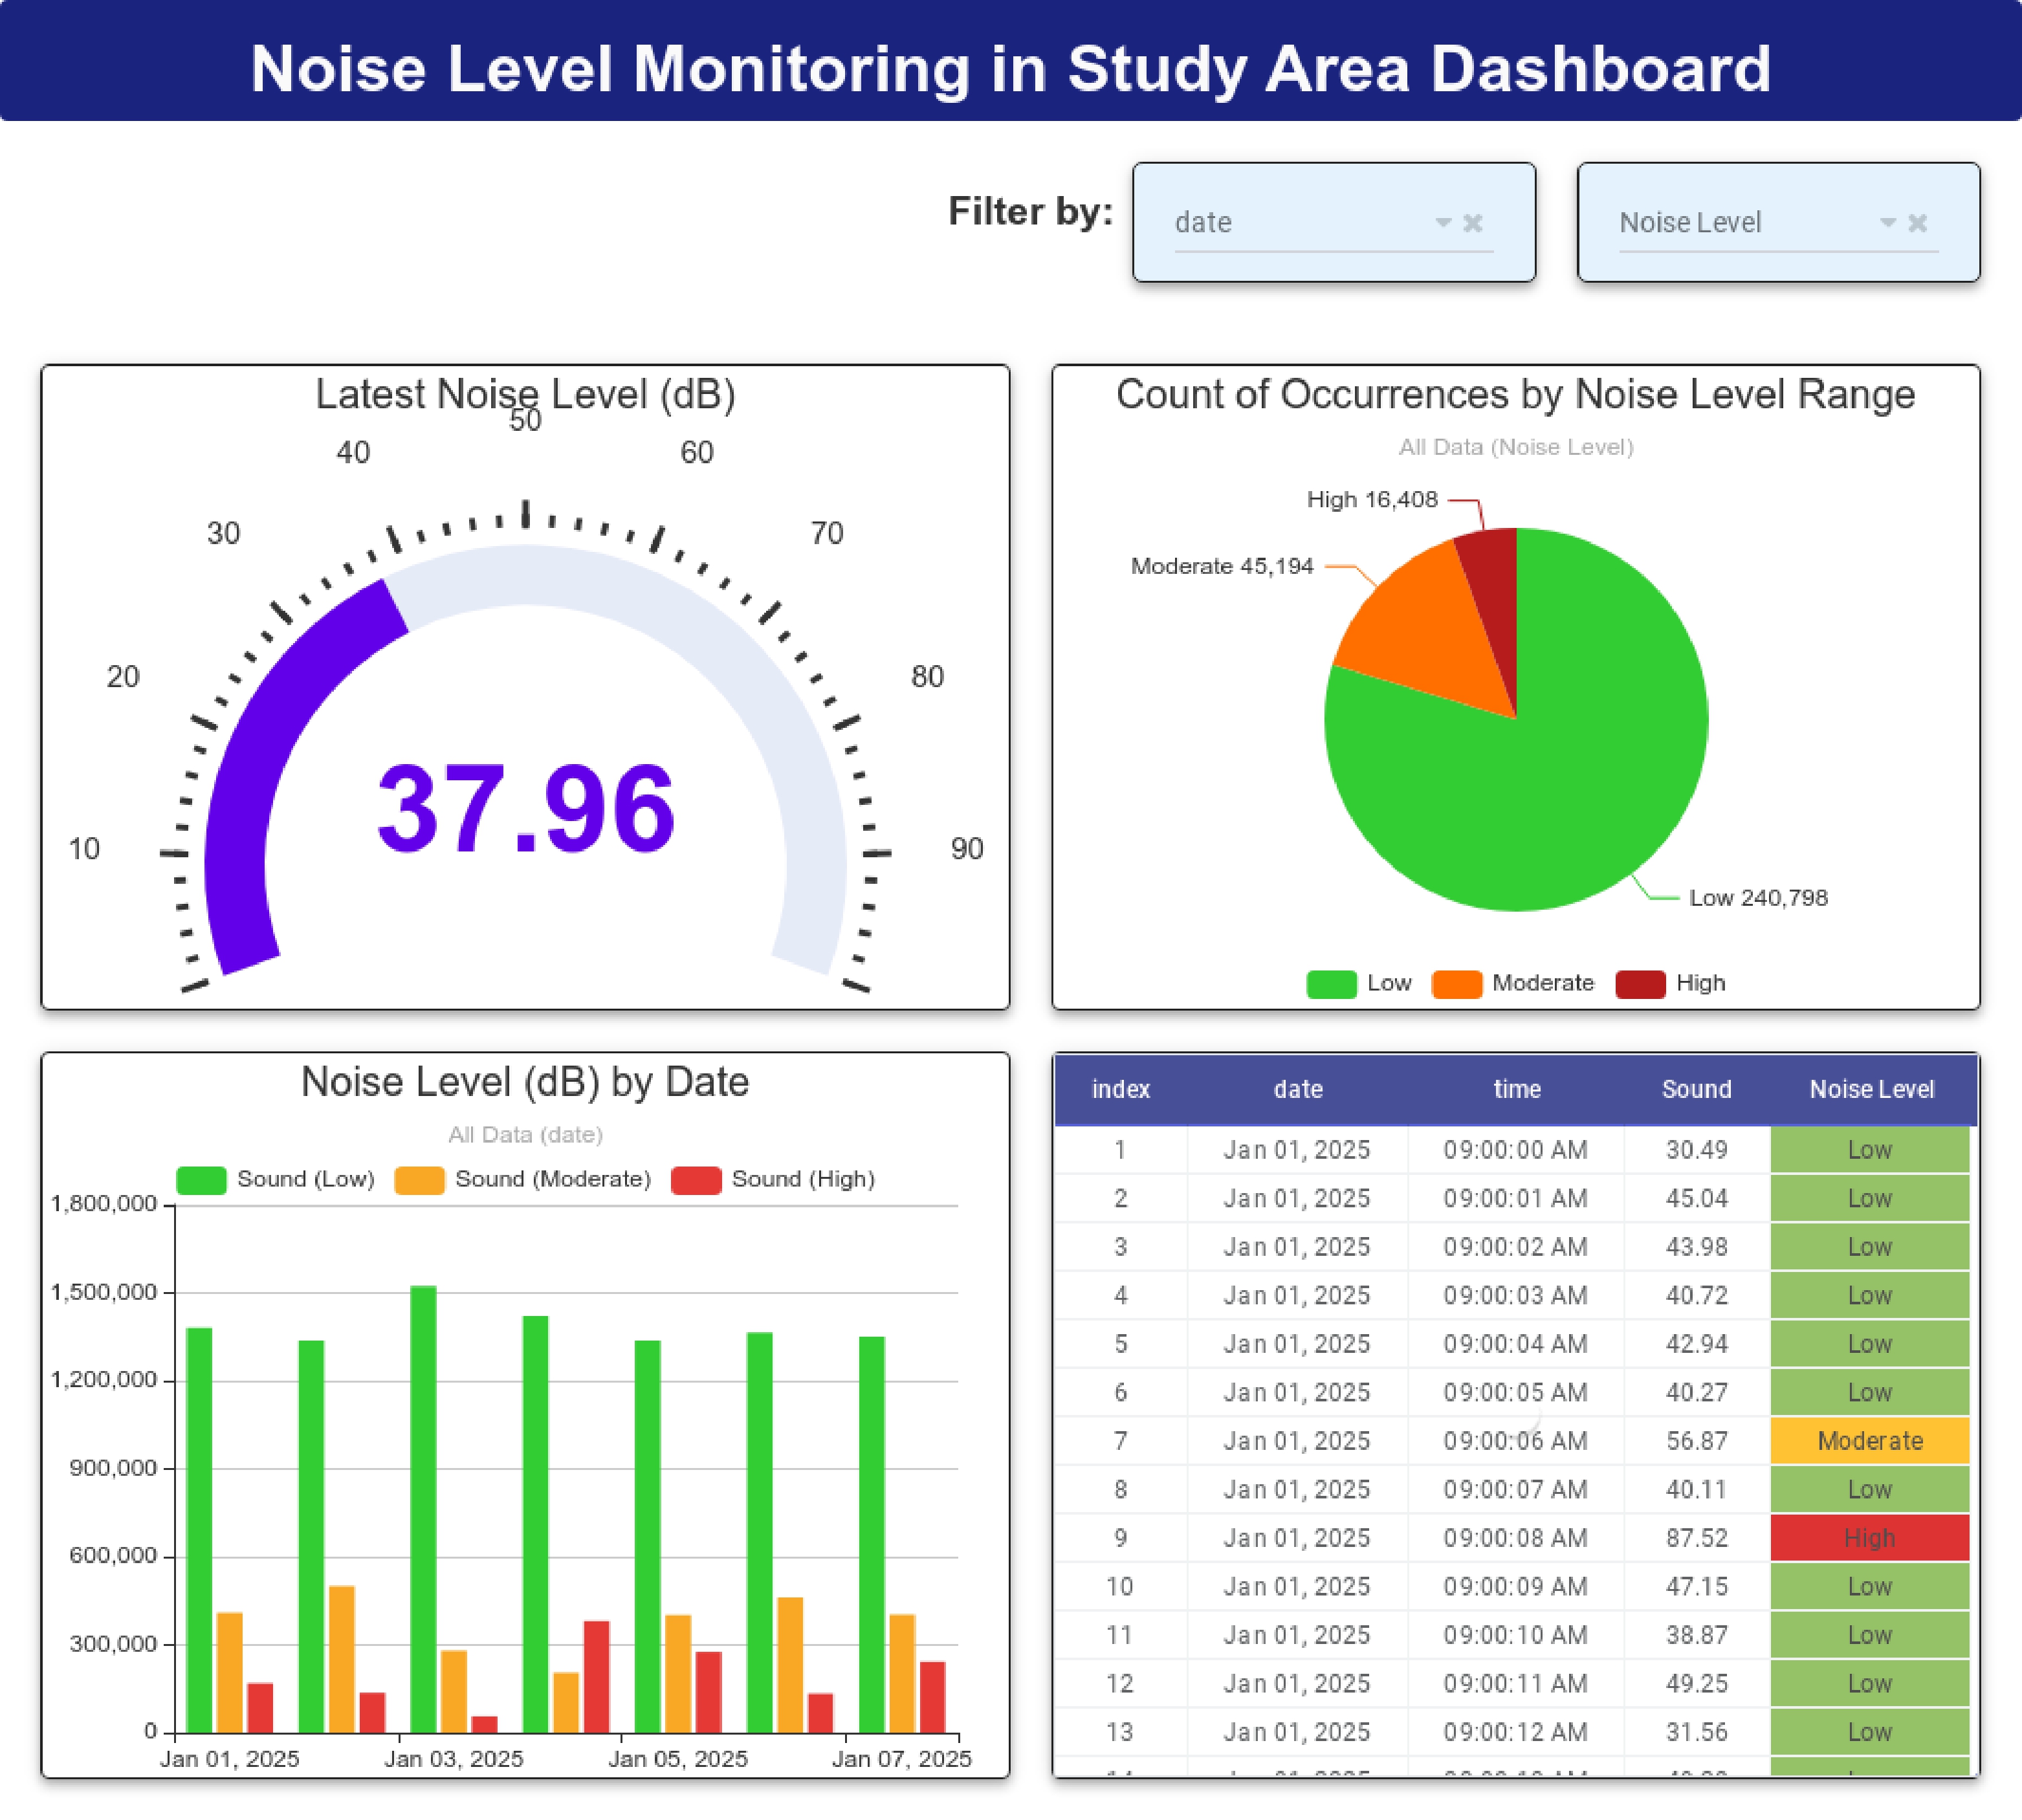 Noise Level Monitoring in Study Area Dashboard
Filter by:
date
Noise Level
Latest Noise Level (dB)
50
40
60
30
70
20
80
10
90
37.96
Count of Occurrences by Noise Level Range
All Data (Noise Level)
High 16,408
Moderate 45,194
Low 240,798
Low Moderate High
Noise Level (dB) by Date
All Data (date)
Sound (Low) Sound (Moderate) Sound (High)
1,800,000
1,500,000
1,200,000
900,000
600,000
300,000
0
Jan 01, 2025 Jan 03, 2025 Jan 05, 2025 Jan 07, 2025
index date time Sound Noise Level
1 Jan 01, 2025 09:00:00 AM 30.49 Low
2 Jan 01, 2025 09:00:01 AM 45.04 Low
3 Jan 01, 2025 09:00:02 AM 43.98 Low
4 Jan 01, 2025 09:00:03 AM 40.72 Low
5 Jan 01, 2025 09:00:04 AM 42.94 Low
6 Jan 01, 2025 09:00:05 AM 40.27 Low
7 Jan 01, 2025 09:00:06 AM 56.87 Moderate
8 Jan 01, 2025 09:00:07 AM 40.11 Low
9 Jan 01, 2025 09:00:08 AM 87.52 High
10 Jan 01, 2025 09:00:09 AM 47.15 Low
11 Jan 01, 2025 09:00:10 AM 38.87 Low
12 Jan 01, 2025 09:00:11 AM 49.25 Low
13 Jan 01, 2025 09:00:12 AM 31.56 Low